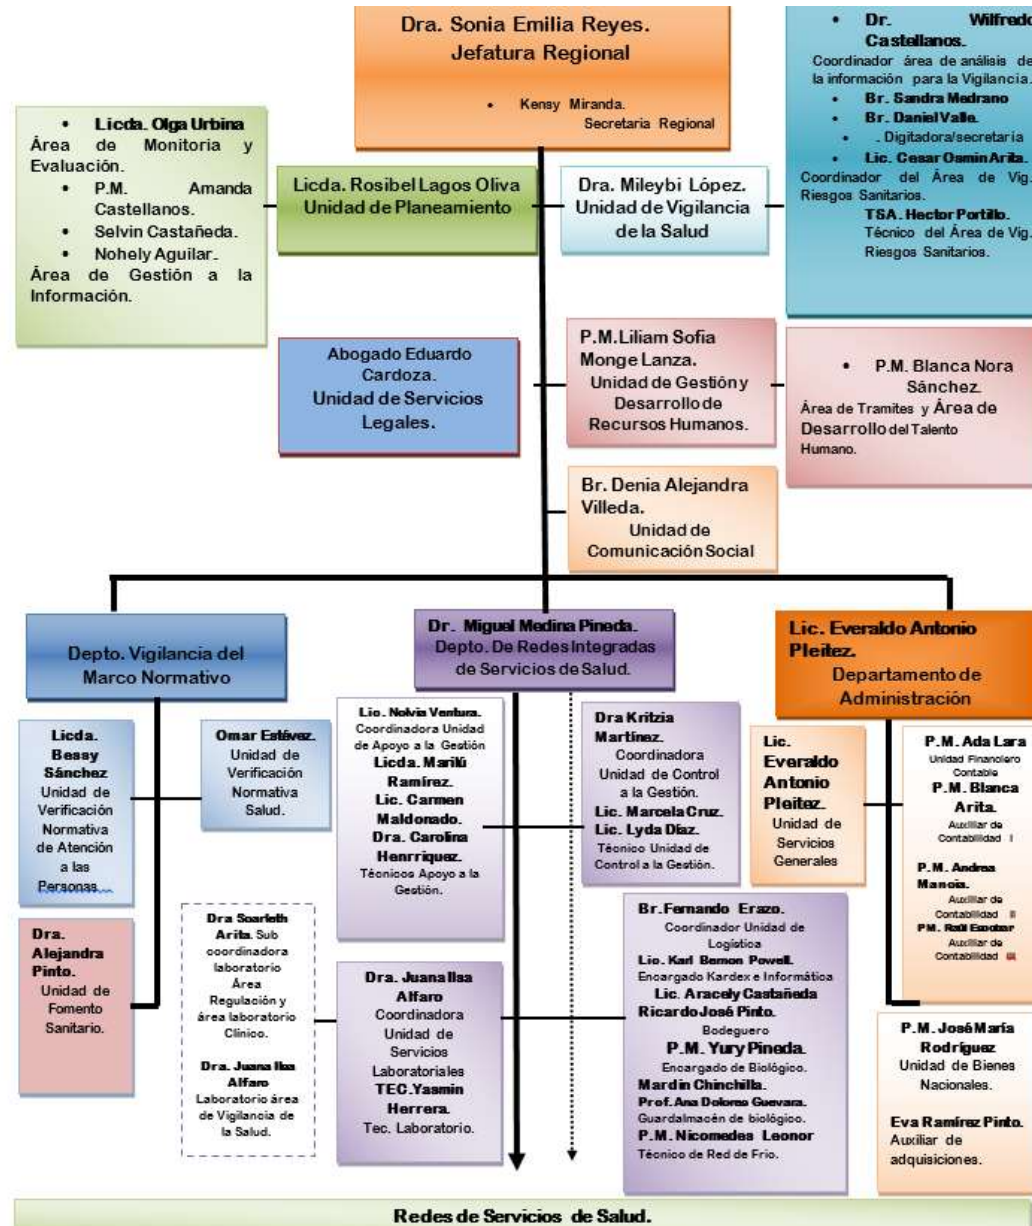 Dra. Sonia Emilia Reyes.
Jefatura Regional
• Kensy Miranda.
Secretaria Regional
• Dr. Wilfredo
Castellanos.
Coordinador área de análisis de
la información para la Vigilancia.
• Br. Sandra Medrano
• Br. Daniel Valle.
• . Digitadora/secretaria
• Lic. Cesar Osmin Arita.
Coordinador del Área de Vig.
Riesgos Sanitarios.
TSA. Hector Portillo.
Técnico del Área de Vig.
Riesgos Sanitarios.
• Licda. Olga Urbina
Área de Monitoria y
Evaluación.
• P.M. Amanda
Castellanos.
• Selvin Castañeda.
• Nohely Aguilar.
Área de Gestión a la
Información.
Licda. Rosibel Lagos Oliva
Unidad de Planeamiento
Dra. Mileybi López.
Unidad de Vigilancia
de la Salud
Abogado Eduardo
Cardoza.
Unidad de Servicios
Legales.
P.M.Liliam Sofia
Monge Lanza.
Unidad de Gestión y
Desarrollo de
Recursos Humanos.
• P.M. Blanca Nora
Sánchez.
Área de Tramites y Área de
Desarrollo del Talento
Humano.
Br. Denia Alejandra
Villeda.
Unidad de
Comunicación Social
Depto. Vigilancia del
Marco Normativo
Dr. Miguel Medina Pineda.
Depto. De Redes Integradas
de Servicios de Salud.
Lic. Everaldo Antonio
Pleitez.
Departamento de
Administración
Licda.
Bessy
Sánchez
Unidad de
Verificación
Normativa
de Atención
a las
Personas
Omar Estévez.
Unidad de
Verificación
Normativa
Salud.
Lic. Nolvia Ventura.
Coordinadora Unidad
de Apoyo a la Gestión
Licda. Marilú
Ramírez.
Lic. Carmen
Maldonado.
Dra. Carolina
Henrriquez.
Técnicos Apoyo a la
Gestión.
Dra Kritzia
Martínez.
Coordinadora
Unidad de Control
a la Gestión.
Lic. Marcela Cruz.
Lic. Lyda Díaz.
Técnico Unidad de
Control a la Gestión.
Lic.
Everaldo
Antonio
Pleitez.
Unidad de
Servicios
Generales
P.M. Ada Lara
Unidad Financiero
Contable
P.M. Blanca
Arita.
Auxiliar de
Contabilidad I
P.M. Andrea
Mancia.
Auxiliar de
Contabilidad II
PM. Raúl Escobar
Auxiliar de
Contabilidad III
Dra.
Alejandra
Pinto.
Unidad de
Fomento
Sanitario.
Dra Scarleth
Arita. Sub
coordinadora
laboratorio
Área
Regulación y
área laboratorio
Clínico.
Dra. Juana Ilsa
Alfaro
Laboratorio área
de Vigilancia de
la Salud.
Dra. Juana Ilsa
Alfaro
Coordinadora
Unidad de
Servicios
Laboratoriales
TEC.Yasmin
Herrera.
Tec. Laboratorio.
Br. Fernando Erazo.
Coordinador Unidad de
Logística
Lic. Karl Bemon Powell.
Encargado Kardex e Informática
Lic. Aracely Castañeda
Ricardo José Pinto.
Bodeguero
P.M. Yury Pineda.
Encargado de Biológico.
Mardin Chinchilla.
Prof. Ana Dolores Guevara.
Guardalmacén de biológico.
P.M. Nicomedes Leonor
Técnico de Red de Frio.
P.M. José María
Rodríguez
Unidad de Bienes
Nacionales.
Eva Ramírez Pinto.
Auxiliar de
adquisiciones.
Redes de Servicios de Salud.